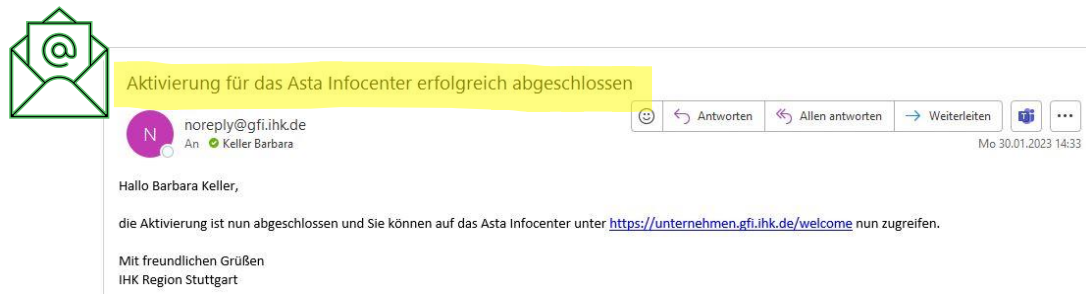 @
Aktivierung für das Asta Infocenter erfolgreich abgeschlossen
N
noreply@gfi.ihk.de
An Keller Barbara
Antworten Allen antworten Weiterleiten
Mo 30.01.2023 14:33
Hallo Barbara Keller,
die Aktivierung ist nun abgeschlossen und Sie können auf das Asta Infocenter unter https://unternehmen.gfi.ihk.de/welcome nun zugreifen.
Mit freundlichen Grüßen
IHK Region Stuttgart